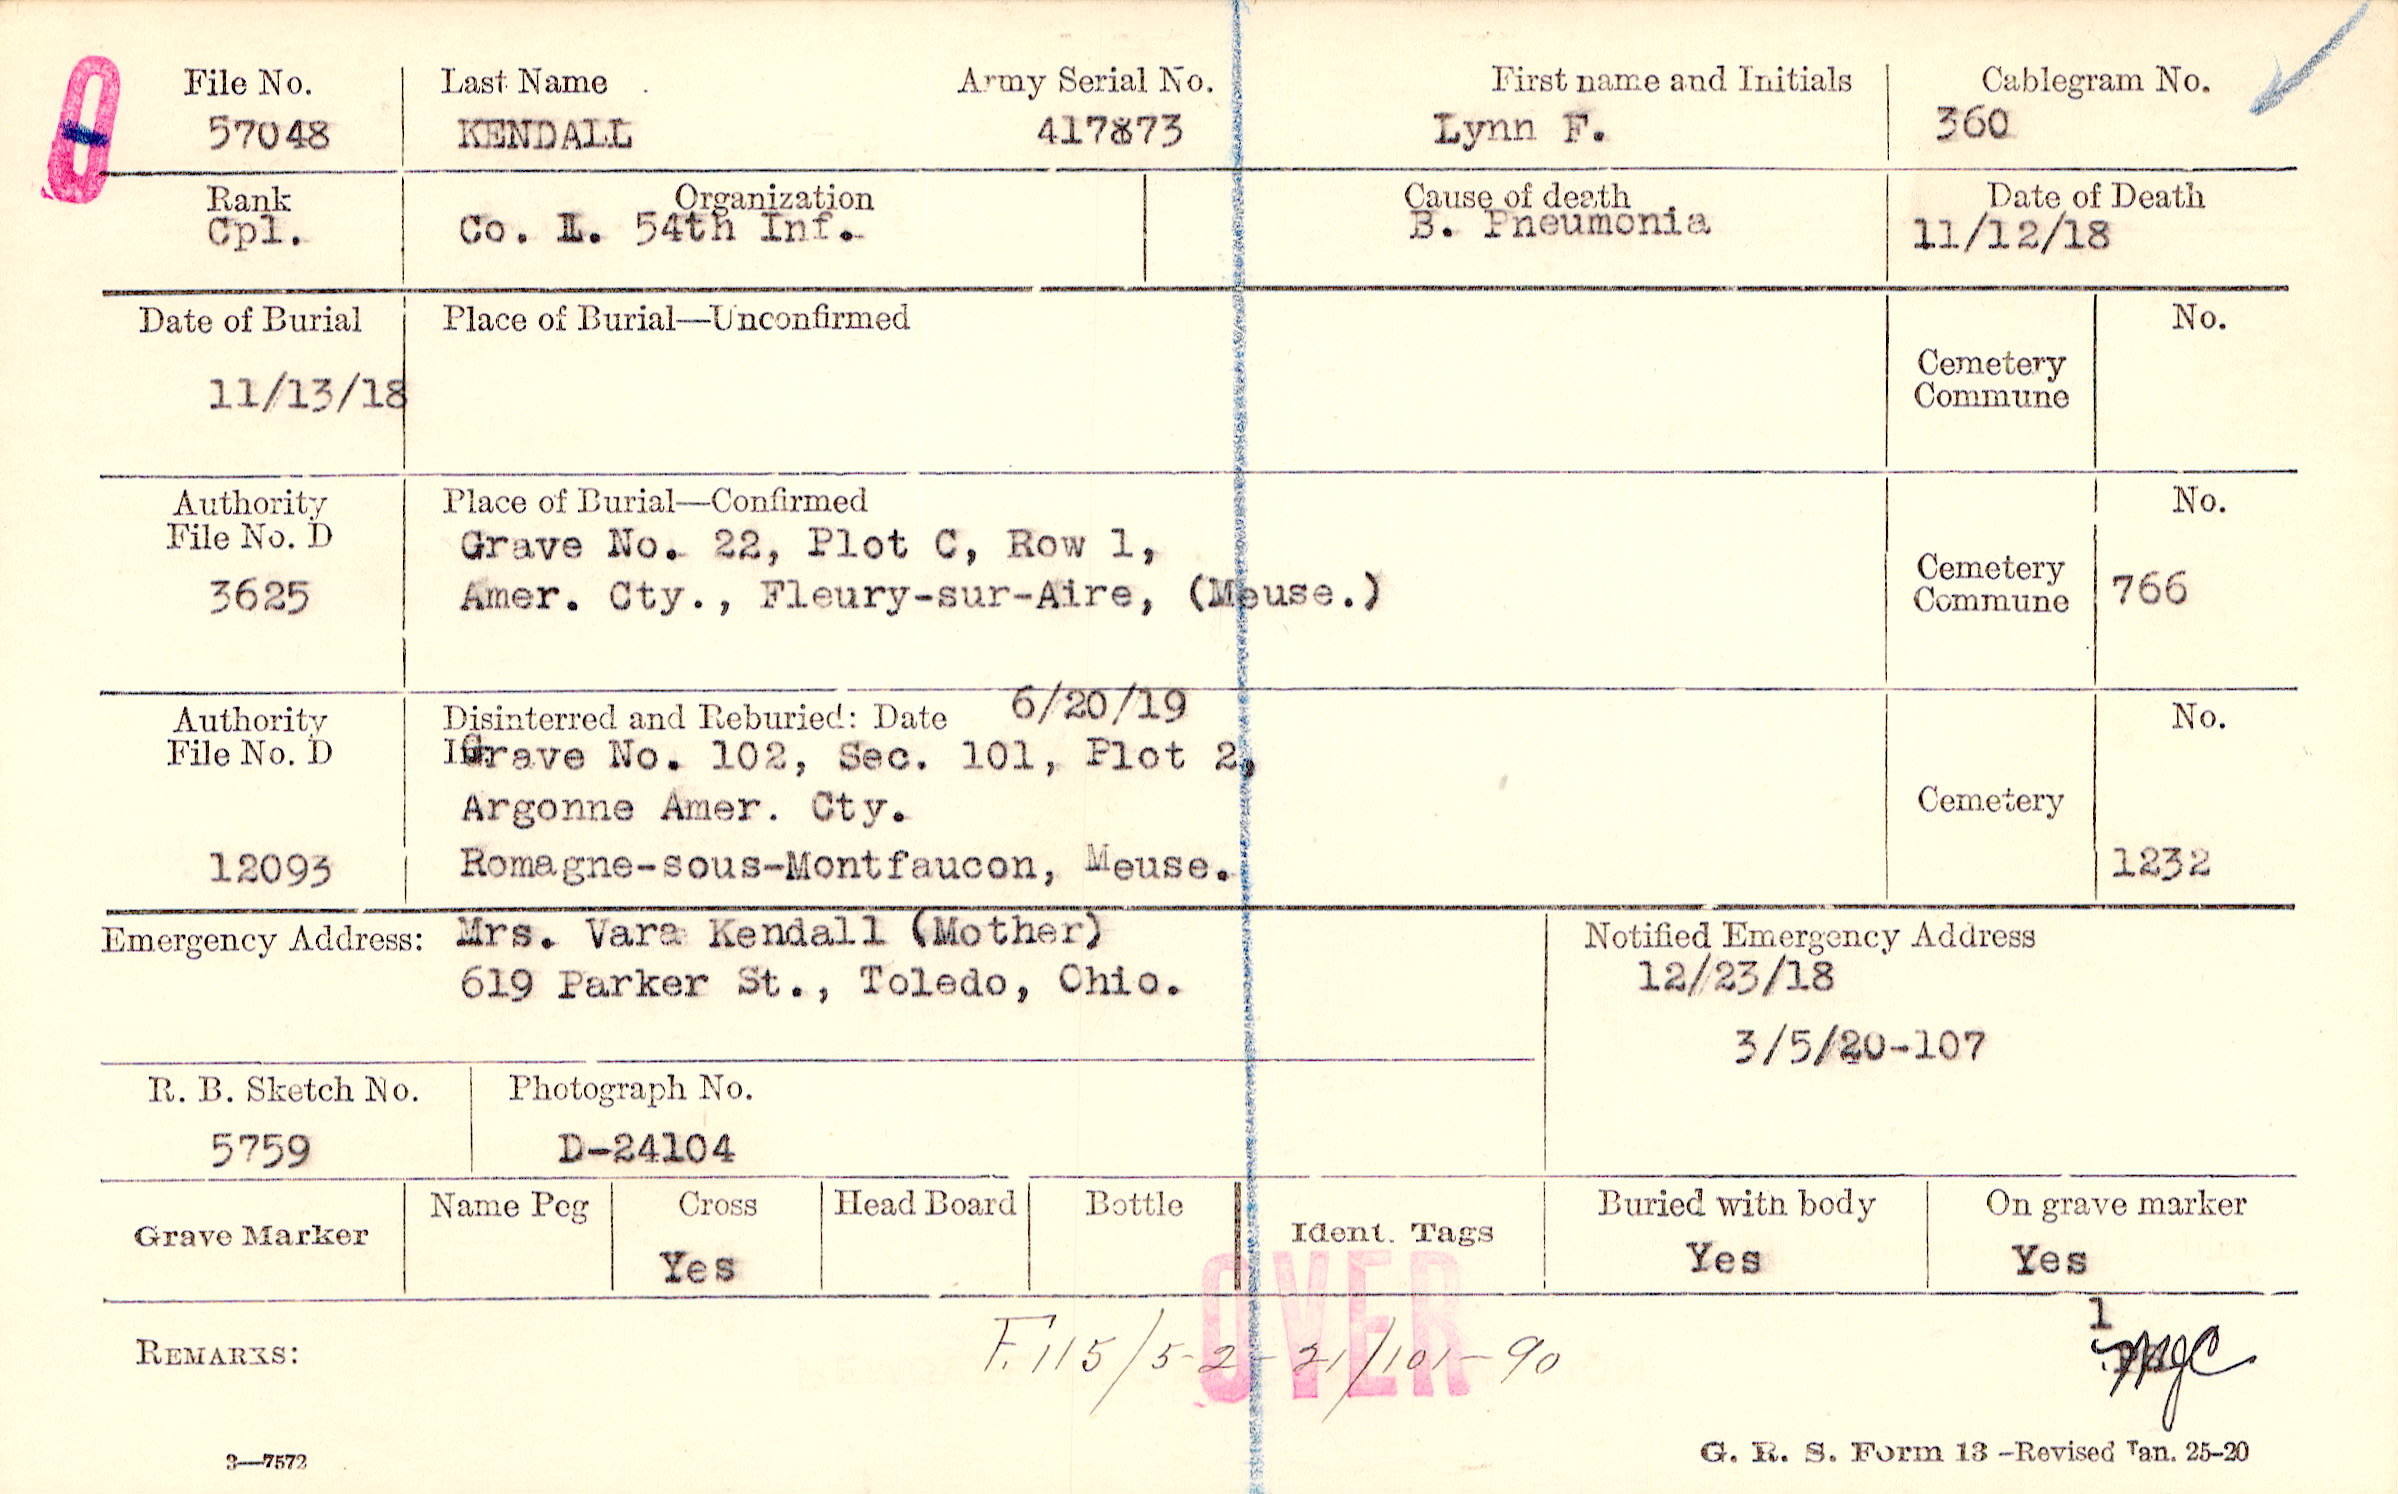 File No. Last Name Army Serial No. First name and Initials Cablegram No.
57048 KENDALL 417873 Lynn F. 360
Rank Organization Cause of death Date of Death
Cpl. Co. L. 54th Inf. B. Pneumonia 11/12/18
Date of Burial Place of Burial—Unconfirmed No.
Cemetery
11/13/18 Commune
Authority Place of Burial—Confirmed No.
File No. D Grave No. 22, Plot C, Row 1,
Cemetery
3625 Amer. Cty., Fleury-sur-Aire, (Meuse.) Commune 766
Authority Disinterred and Reburied: Date 6/20/19 No.
File No. D Grave No. 102, Sec. 101, Plot 2,
Argonne Amer. Cty. Cemetery
12093 Romagne-sous-Montfaucon, Meuse. 1232
Emergency Address: Mrs. Vara Kendall (Mother) Notified Emergency Address
619 Parker St., Toledo, Ohio. 12/23/18
3/5/20-107
R. B. Sketch No. Photograph No.
5759 D-24104
Name Peg Cross Head Board Bottle Buried with body On grave marker
Grave Marker Ident. Tags
Yes Yes Yes
OVER
1
REMARKS: F.115/5-2-21/101-90
3—7572 G. R. S. Form 13 -Revised Jan. 25-20